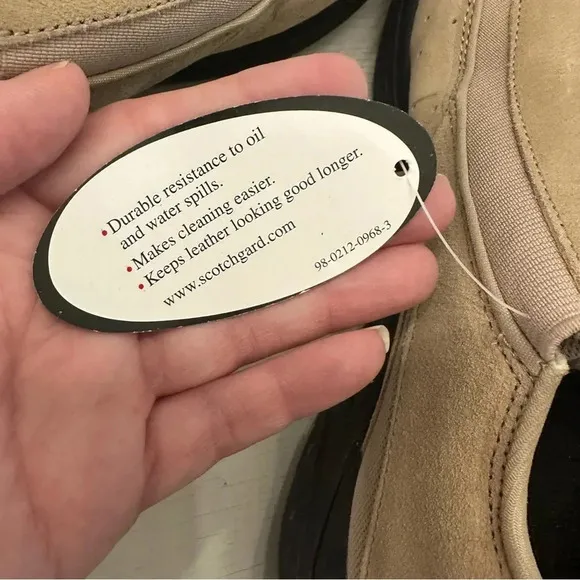 •Durable resistance to oil
and water spills.
•Makes cleaning easier.
•Keeps leather looking good longer.
www.scotchgard.com
98-0212-0968-3